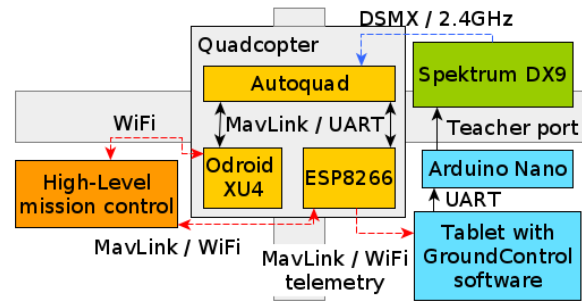 DSMX / 2.4GHz
Quadcopter
Autoquad
Spektrum DX9
WiFi
MavLink / UART
Teacher port
Odroid
XU4
ESP8266
Arduino Nano
High-Level
mission control
UART
MavLink / WiFi
MavLink / WiFi
telemetry
Tablet with
GroundControl
software